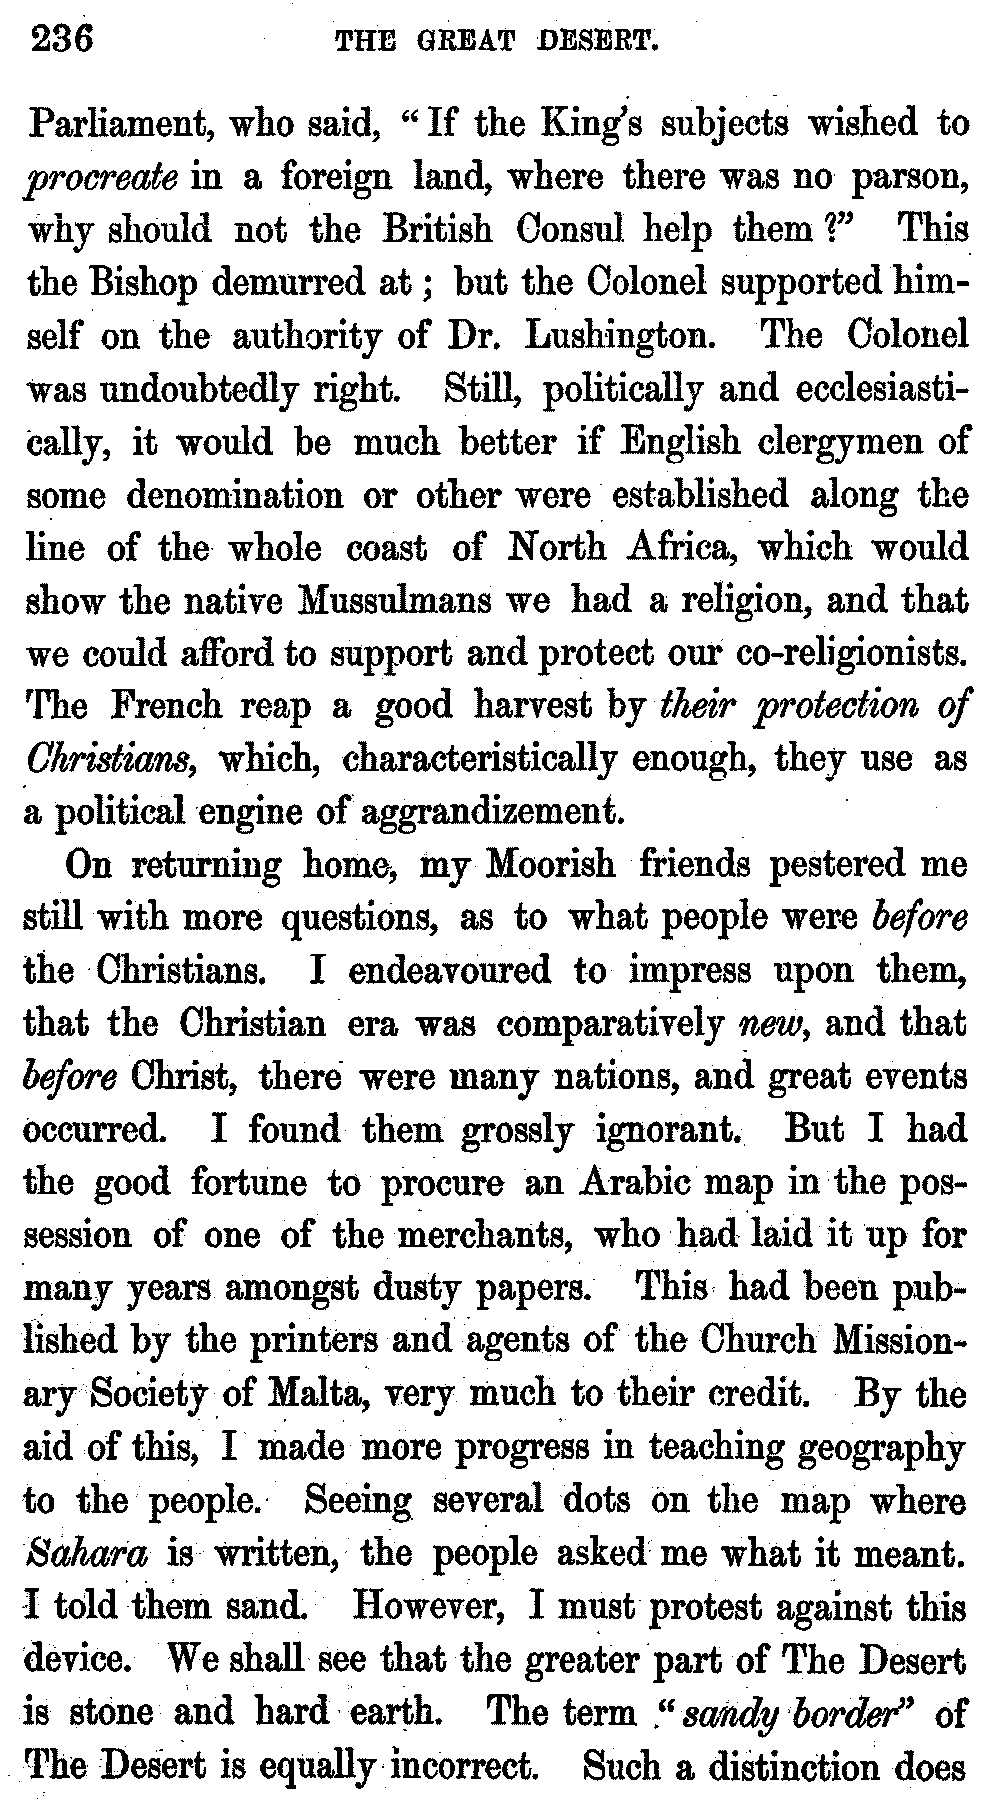 236 THE GREAT DESERT.
Parliament, who said, “If the King's subjects wished to
procreate in a foreign land, where there was no parson,
why should not the British Consul help them?” This
the Bishop demurred at; but the Colonel supported him-
self on the authority of Dr. Lushington. The Colonel
was undoubtedly right. Still, politically and ecclesiasti-
cally, it would be much better if English clergymen of
some denomination or other were established along the
line of the whole coast of North Africa, which would
show the native Mussulmans we had a religion, and that
we could afford to support and protect our co-religionists.
The French reap a good harvest by their protection of
Christians, which, characteristically enough, they use as
a political engine of aggrandizement.
On returning home, my Moorish friends pestered me
still with more questions, as to what people were before
the Christians. I endeavoured to impress upon them,
that the Christian era was comparatively new, and that
before Christ, there were many nations, and great events
occurred. I found them grossly ignorant. But I had
the good fortune to procure an Arabic map in the pos-
session of one of the merchants, who had laid it up for
many years amongst dusty papers. This had been pub-
lished by the printers and agents of the Church Mission-
ary Society of Malta, very much to their credit. By the
aid of this, I made more progress in teaching geography
to the people. Seeing several dots on the map where
Sahara is written, the people asked me what it meant.
I told them sand. However, I must protest against this
device. We shall see that the greater part of The Desert
is stone and hard earth. The term “sandy border” of
The Desert is equally incorrect. Such a distinction does